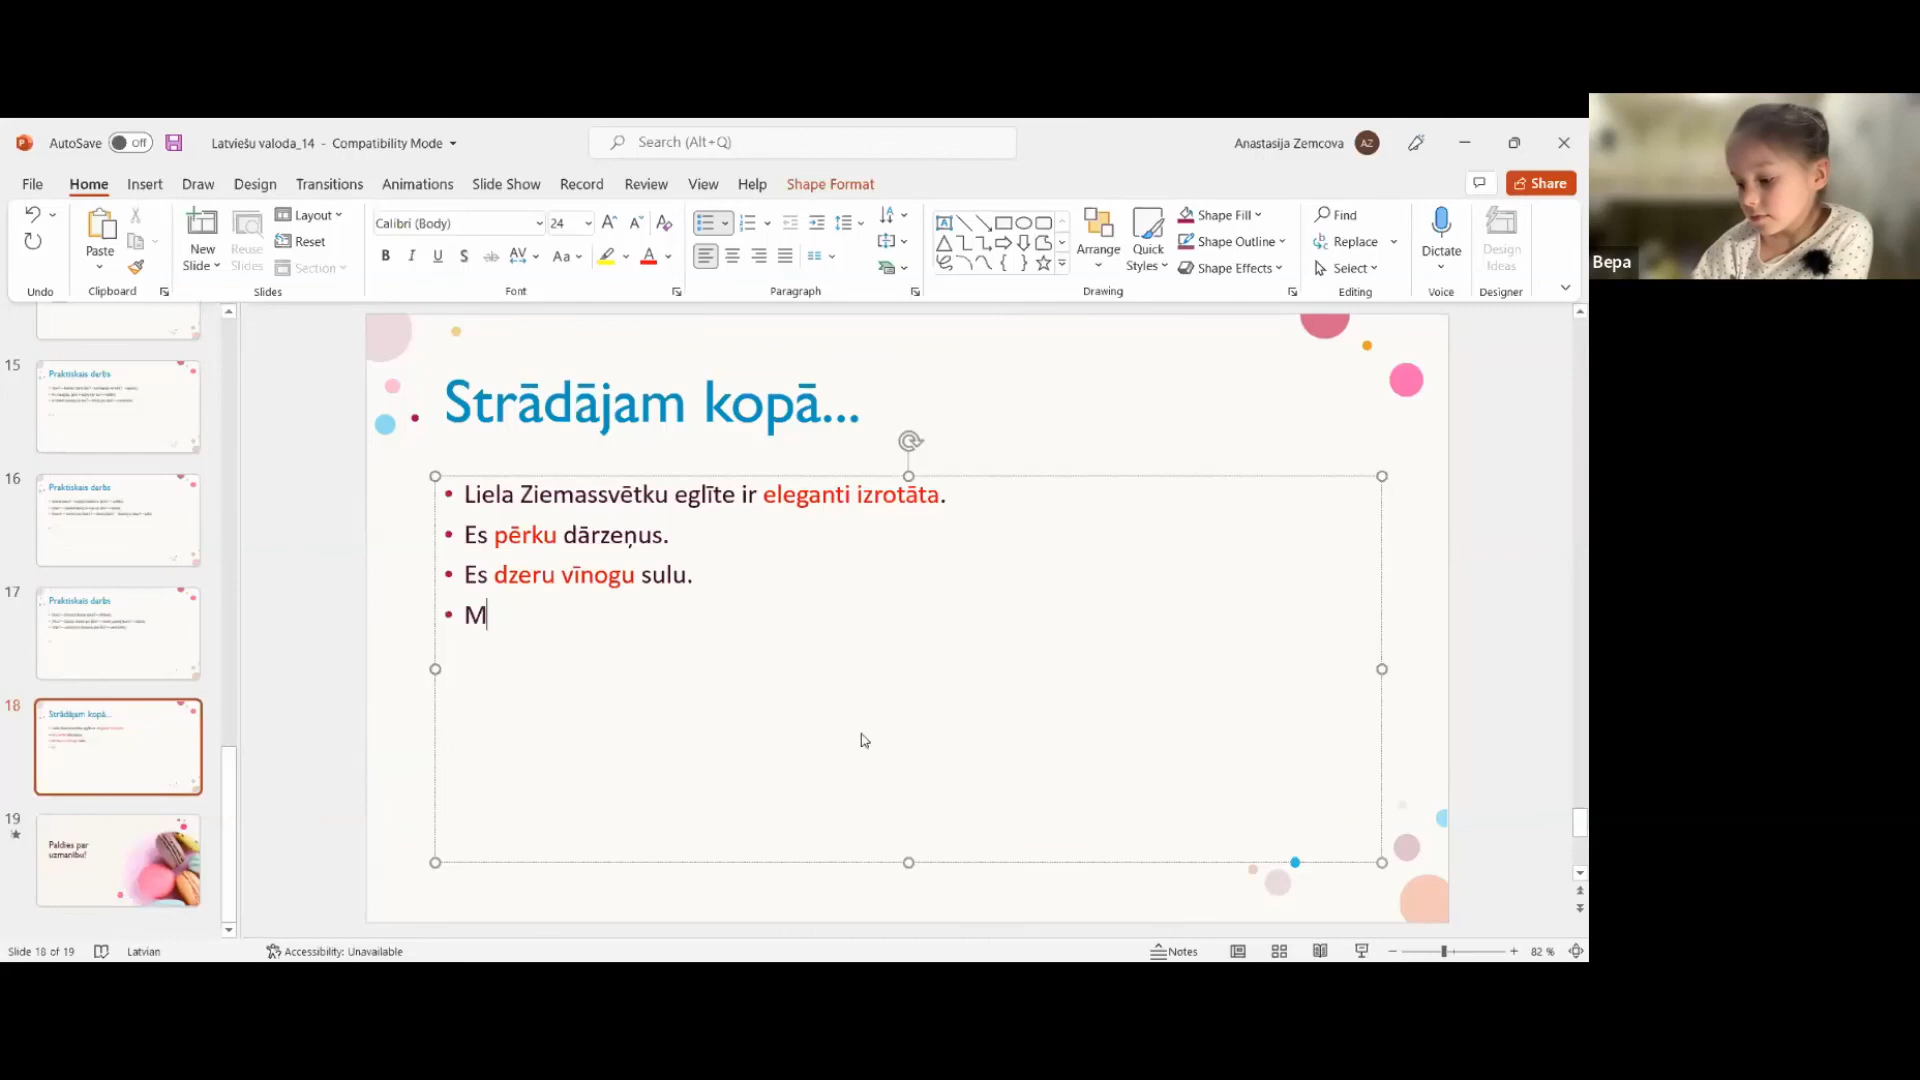 AutoSave Off Latviešu valoda_14 - Compatibility Mode Search (Alt+Q) Anastasija Zemcova AZ
File Home Insert Draw Design Transitions Animations Slide Show Record Review View Help Shape Format Share
Paste New Slide Reuse Slides Layout Reset Section
Calibri (Body) 24
Arrange Quick Styles Shape Fill Shape Outline Shape Effects Find Replace Select Dictate Design Ideas
Undo Clipboard Slides Font Paragraph Drawing Editing Voice Designer
Вера
15 Praktiskais darbs
16 Praktiskais darbs
17 Praktiskais darbs
18 Strādājam kopā...
19 Paldies par
uzmanību!
Strādājam kopā...
• Liela Ziemassvētku eglīte ir eleganti izrotāta.
• Es pērku dārzeņus.
• Es dzeru vīnogu sulu.
• M
Slide 18 of 19 Latvian Accessibility: Unavailable Notes 82 %